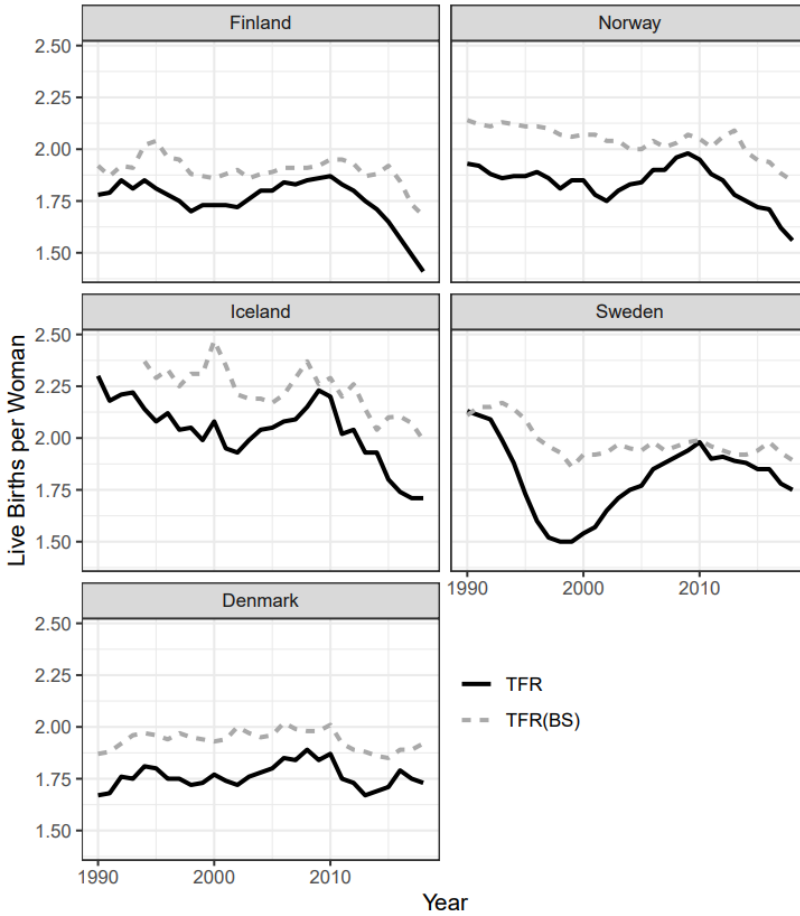 Finland
Norway
2.50
2.25
2.00
1.75
1.50
Iceland
Sweden
2.50
2.25
2.00
1.75
1.50
1990
2000
2010
Denmark
2.50
2.25
2.00
1.75
1.50
1990
2000
2010
TFR
TFR(BS)
Live Births per Woman
Year